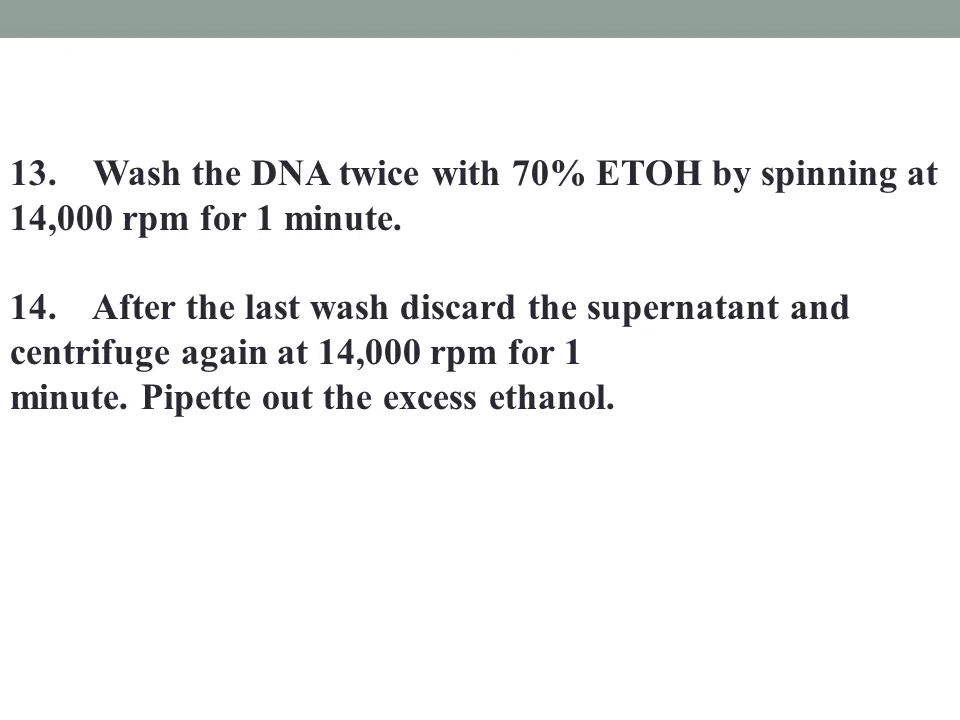 13. Wash the DNA twice with 70% ETOH by spinning at
14,000 rpm for 1 minute.
14. After the last wash discard the supernatant and
centrifuge again at 14,000 rpm for 1
minute. Pipette out the excess ethanol.